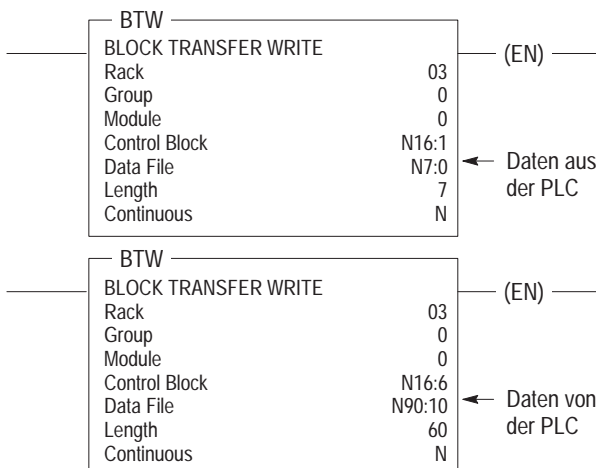 BTW
BLOCK TRANSFER WRITE
(EN)
Rack 03
Group 0
Module 0
Control Block N16:1
Data File N7:0
Length 7
Continuous N
Daten aus
der PLC
BTW
BLOCK TRANSFER WRITE
(EN)
Rack 03
Group 0
Module 0
Control Block N16:6
Data File N90:10
Length 60
Continuous N
Daten von
der PLC